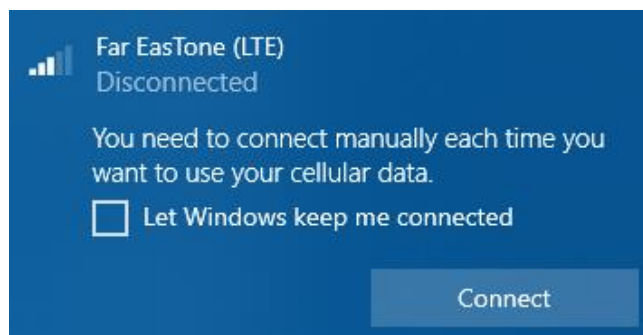 Far EasTone (LTE)
Disconnected
You need to connect manually each time you
want to use your cellular data.
Let Windows keep me connected
Connect